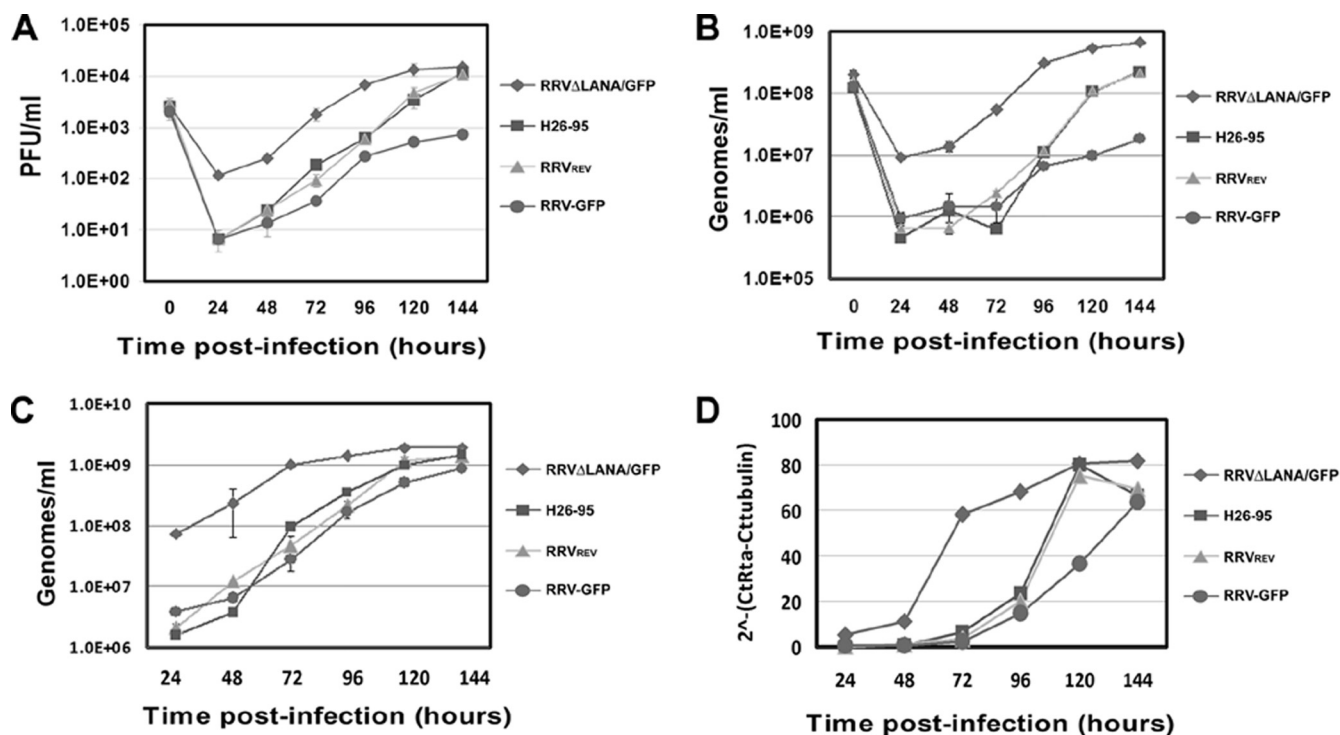 A
PFU/ml
1.0E+05
1.0E+04
1.0E+03
1.0E+02
1.0E+01
1.0E+00
0 24 48 72 96 120 144
Time post-infection (hours)
RRVΔLANA/GFP
H26-95
RRVREV
RRV-GFP
B
Genomes/ml
1.0E+09
1.0E+08
1.0E+07
1.0E+06
1.0E+05
0 24 48 72 96 120 144
Time post-infection (hours)
RRVΔLANA/GFP
H26-95
RRVREV
RRV-GFP
C
Genomes/ml
1.0E+10
1.0E+09
1.0E+08
1.0E+07
1.0E+06
24 48 72 96 120 144
Time post-infection (hours)
RRVΔLANA/GFP
H26-95
RRVREV
RRV-GFP
D
2^-(CtRta-Cttubulin)
100
80
60
40
20
0
24 48 72 96 120 144
Time post-infection (hours)
RRVΔLANA/GFP
H26-95
RRVREV
RRV-GFP